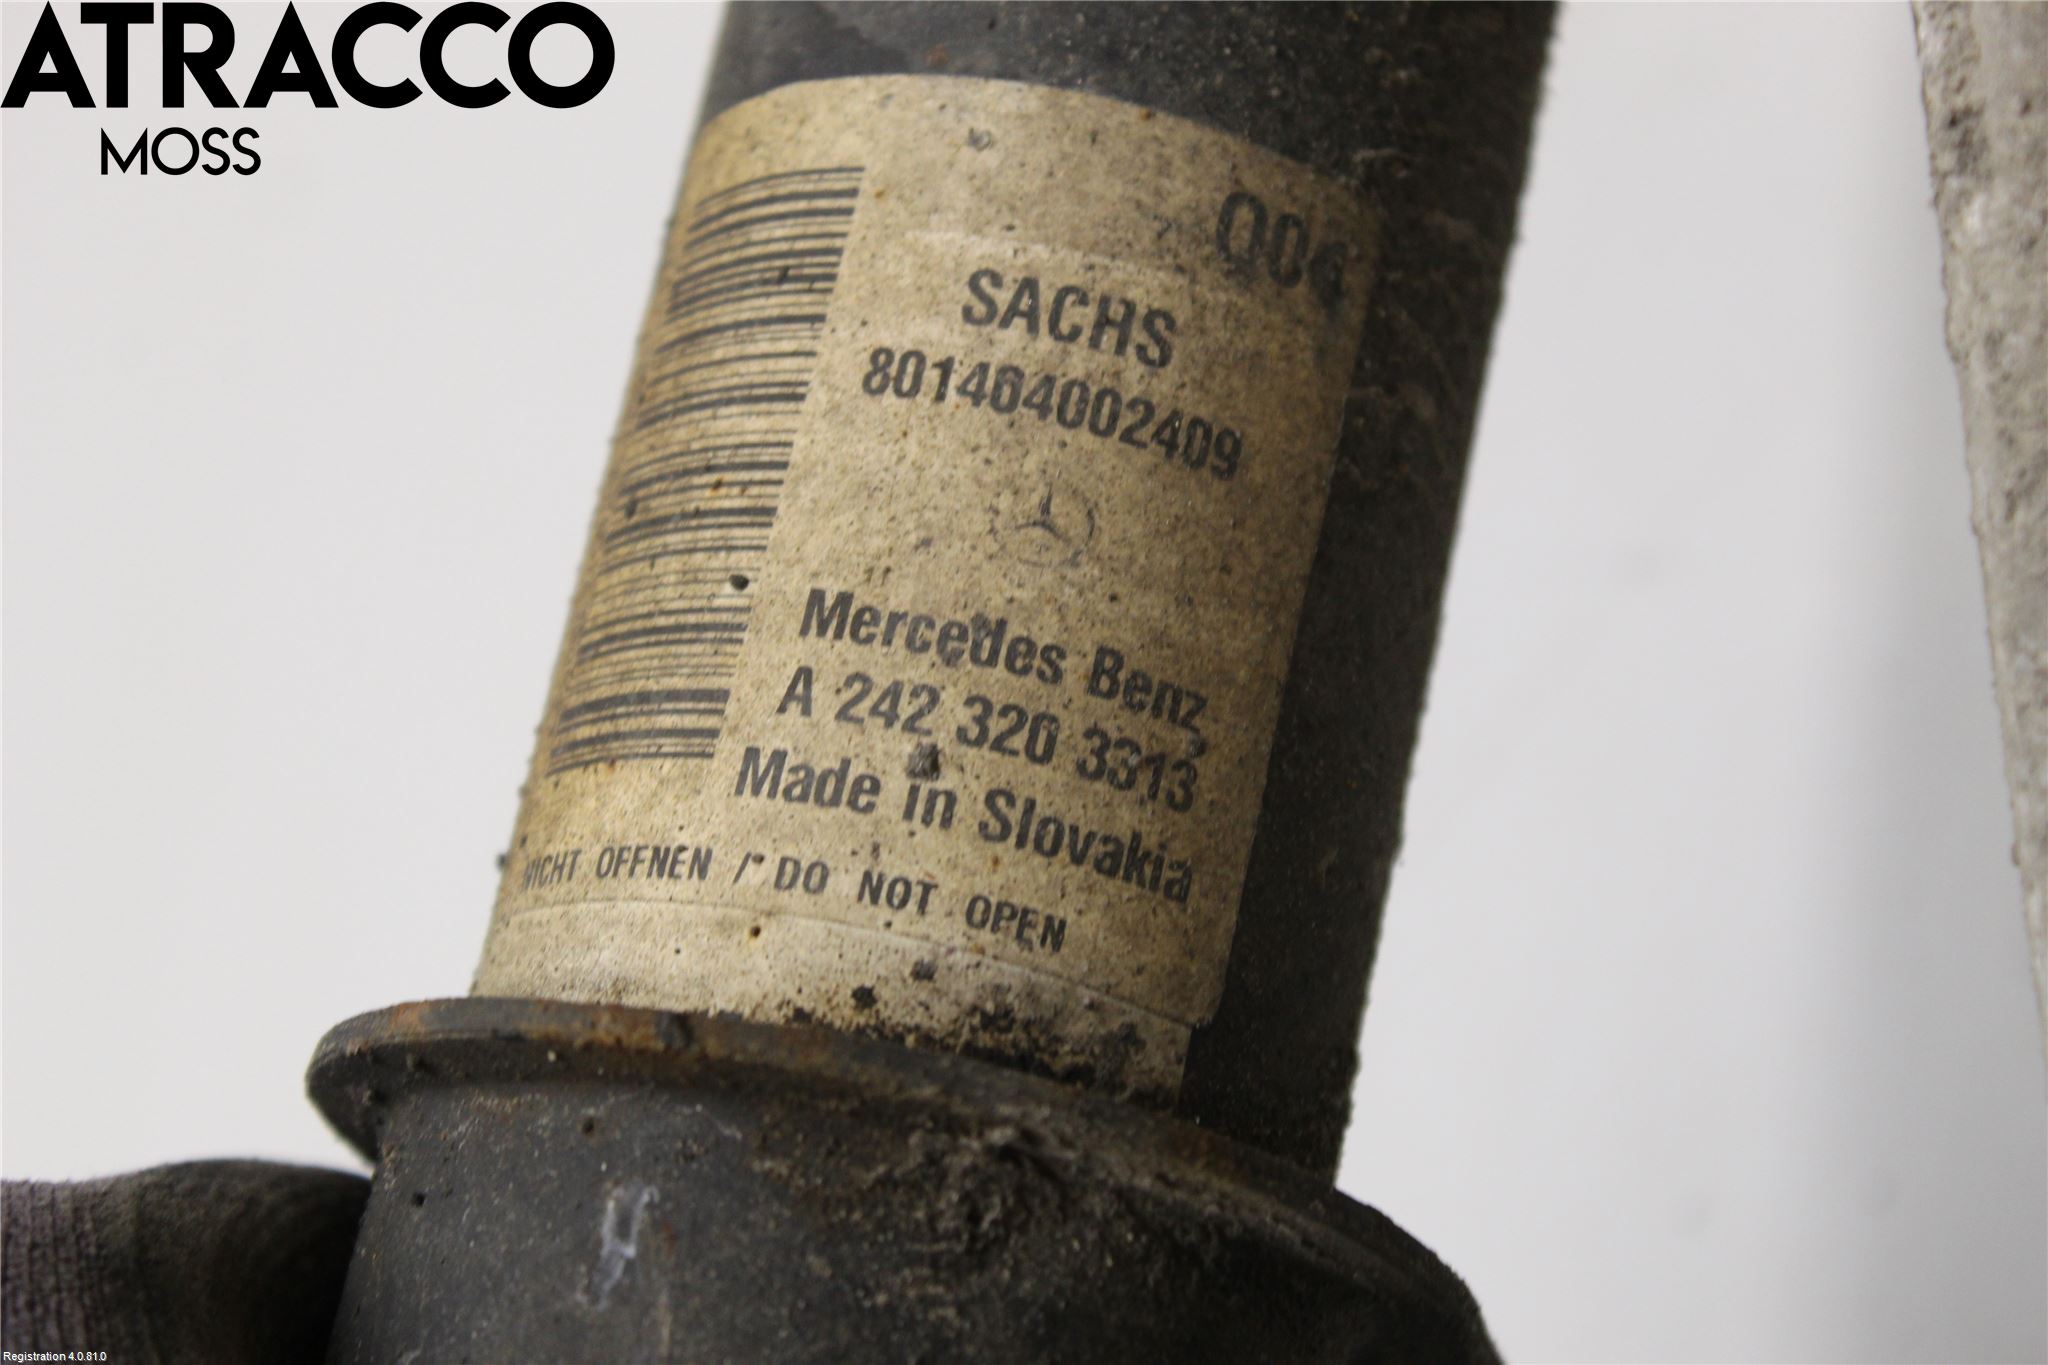 ATRACCO
MOSS
Q04
SACHS
801464002409
Mercedes Benz
A 242 320 3313
Made in Slovakia
NICHT OFFNEN / DO NOT OPEN
Registration 4.0.81.0